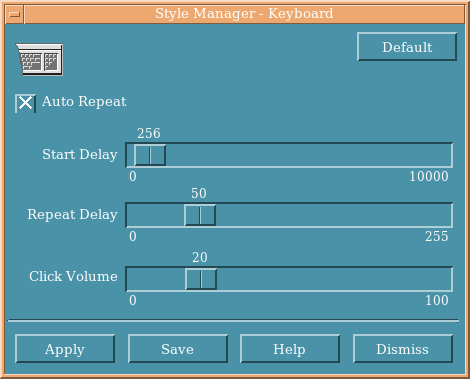 Style Manager - Keyboard
Default
Auto Repeat
256
Start Delay
0 10000
50
Repeat Delay
0 255
20
Click Volume
0 100
Apply Save Help Dismiss